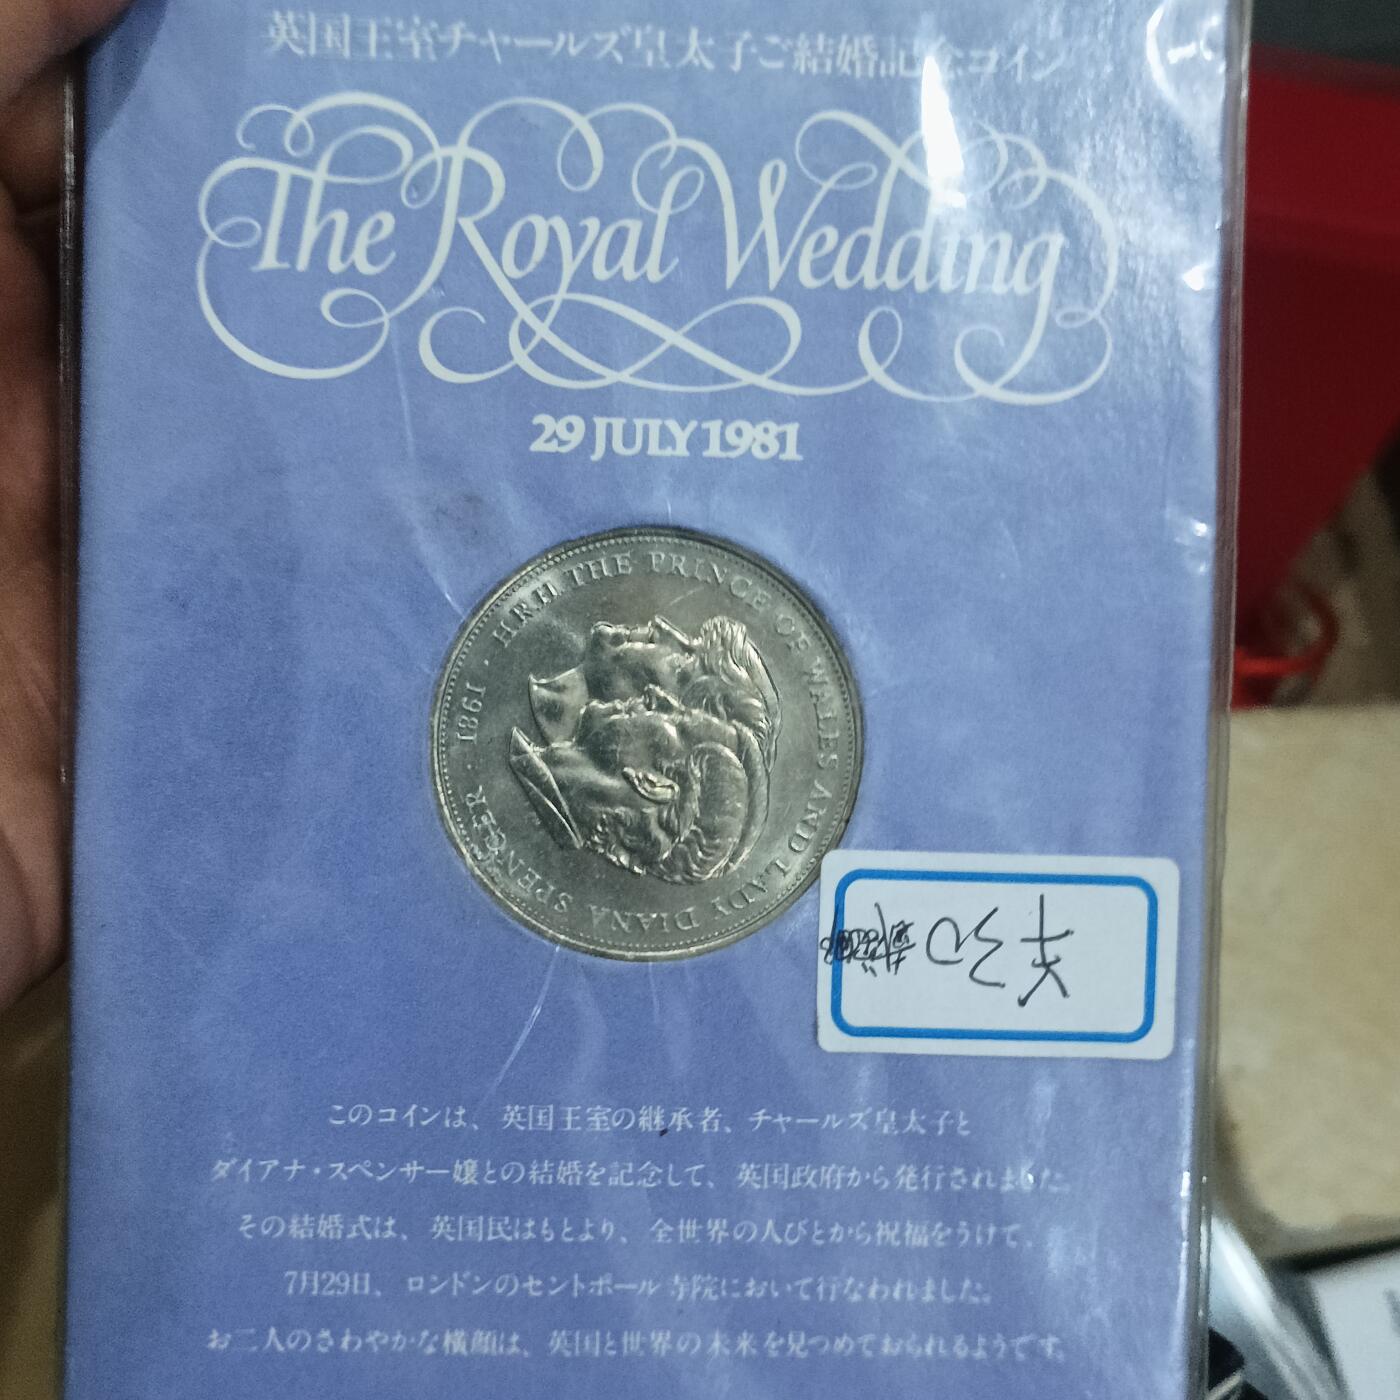 英国王室チャールズ皇太子ご結婚記念コイン
The Royal Wedding
29 JULY 1981
H.R.H. THE PRINCE OF WALES AND LADY DIANA SPENCER · 1981 ·
¥30
このコインは、英国王室の継承者、チャールズ皇太子と
ダイアナ・スペンサー嬢との結婚を記念して、英国政府から発行されました。
その結婚式は、英国民はもとより、全世界の人びとから祝福をうけて、
7月29日、ロンドンのセントポール寺院において行なわれました。
お二人のさわやかな横顔は、英国と世界の未来を見つめておられるようです。